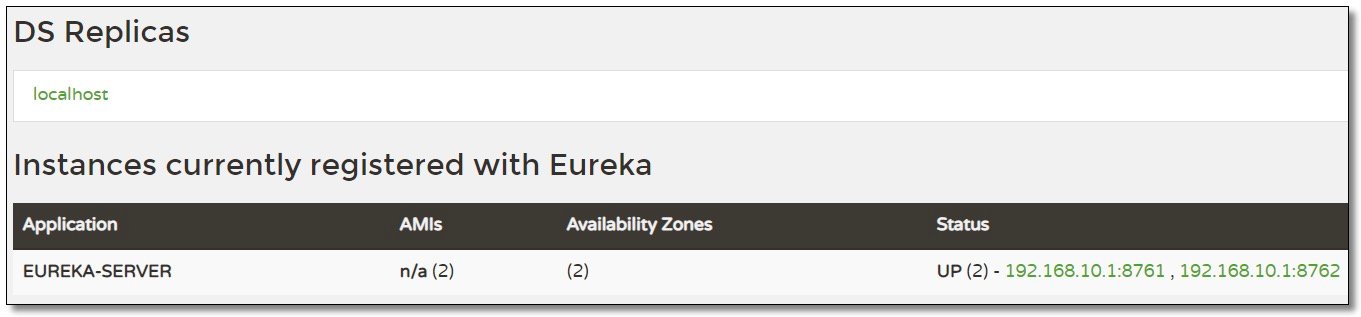 DS Replicas
localhost
Instances currently registered with Eureka
Application AMIs Availability Zones Status
EUREKA-SERVER n/a (2) (2) UP (2) - 192.168.10.1:8761 , 192.168.10.1:8762